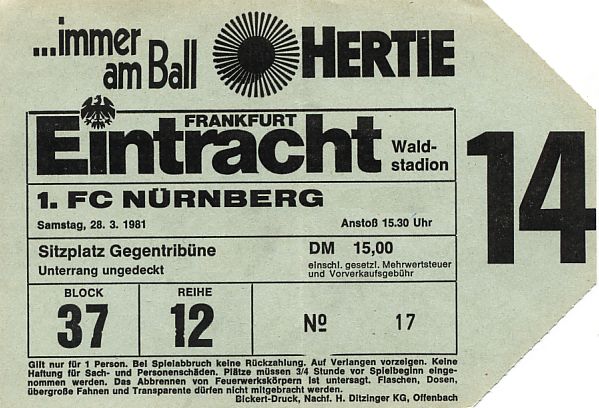 ...immer
am Ball
HERTIE
FRANKFURT
Eintracht
Wald-
stadion
1. FC NÜRNBERG
Samstag, 28. 3. 1981 Anstoß 15.30 Uhr
14
Sitzplatz Gegentribüne
Unterrang ungedeckt
DM 15,00
einschl. gesetzl. Mehrwertsteuer
und Vorverkaufsgebühr
BLOCK
37
REIHE
12
No 17
Gilt nur für 1 Person. Bei Spielabbruch keine Rückzahlung. Auf Verlangen vorzeigen. Keine
Haftung für Sach- und Personenschäden. Plätze müssen 3/4 Stunde vor Spielbeginn einge-
nommen werden. Das Abbrennen von Feuerwerkskörpern ist untersagt. Flaschen, Dosen,
übergroße Fahnen und Transparente dürfen nicht mitgebracht werden.
Bickert-Druck, Nachf. H. Ditzinger KG, Offenbach